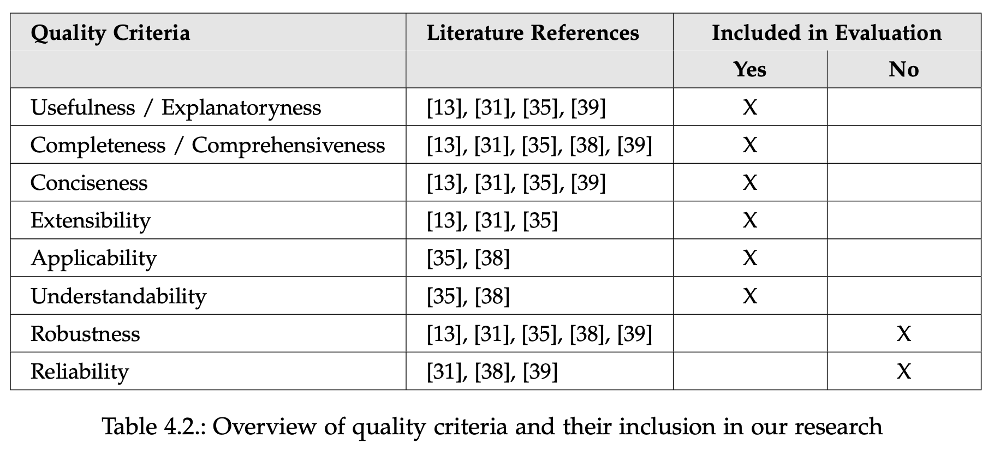 Quality Criteria Literature References Included in Evaluation
Yes No
Usefulness / Explanatoryness [13], [31], [35], [39] X
Completeness / Comprehensiveness [13], [31], [35], [38], [39] X
Conciseness [13], [31], [35], [39] X
Extensibility [13], [31], [35] X
Applicability [35], [38] X
Understandability [35], [38] X
Robustness [13], [31], [35], [38], [39] X
Reliability [31], [38], [39] X
Table 4.2.: Overview of quality criteria and their inclusion in our research